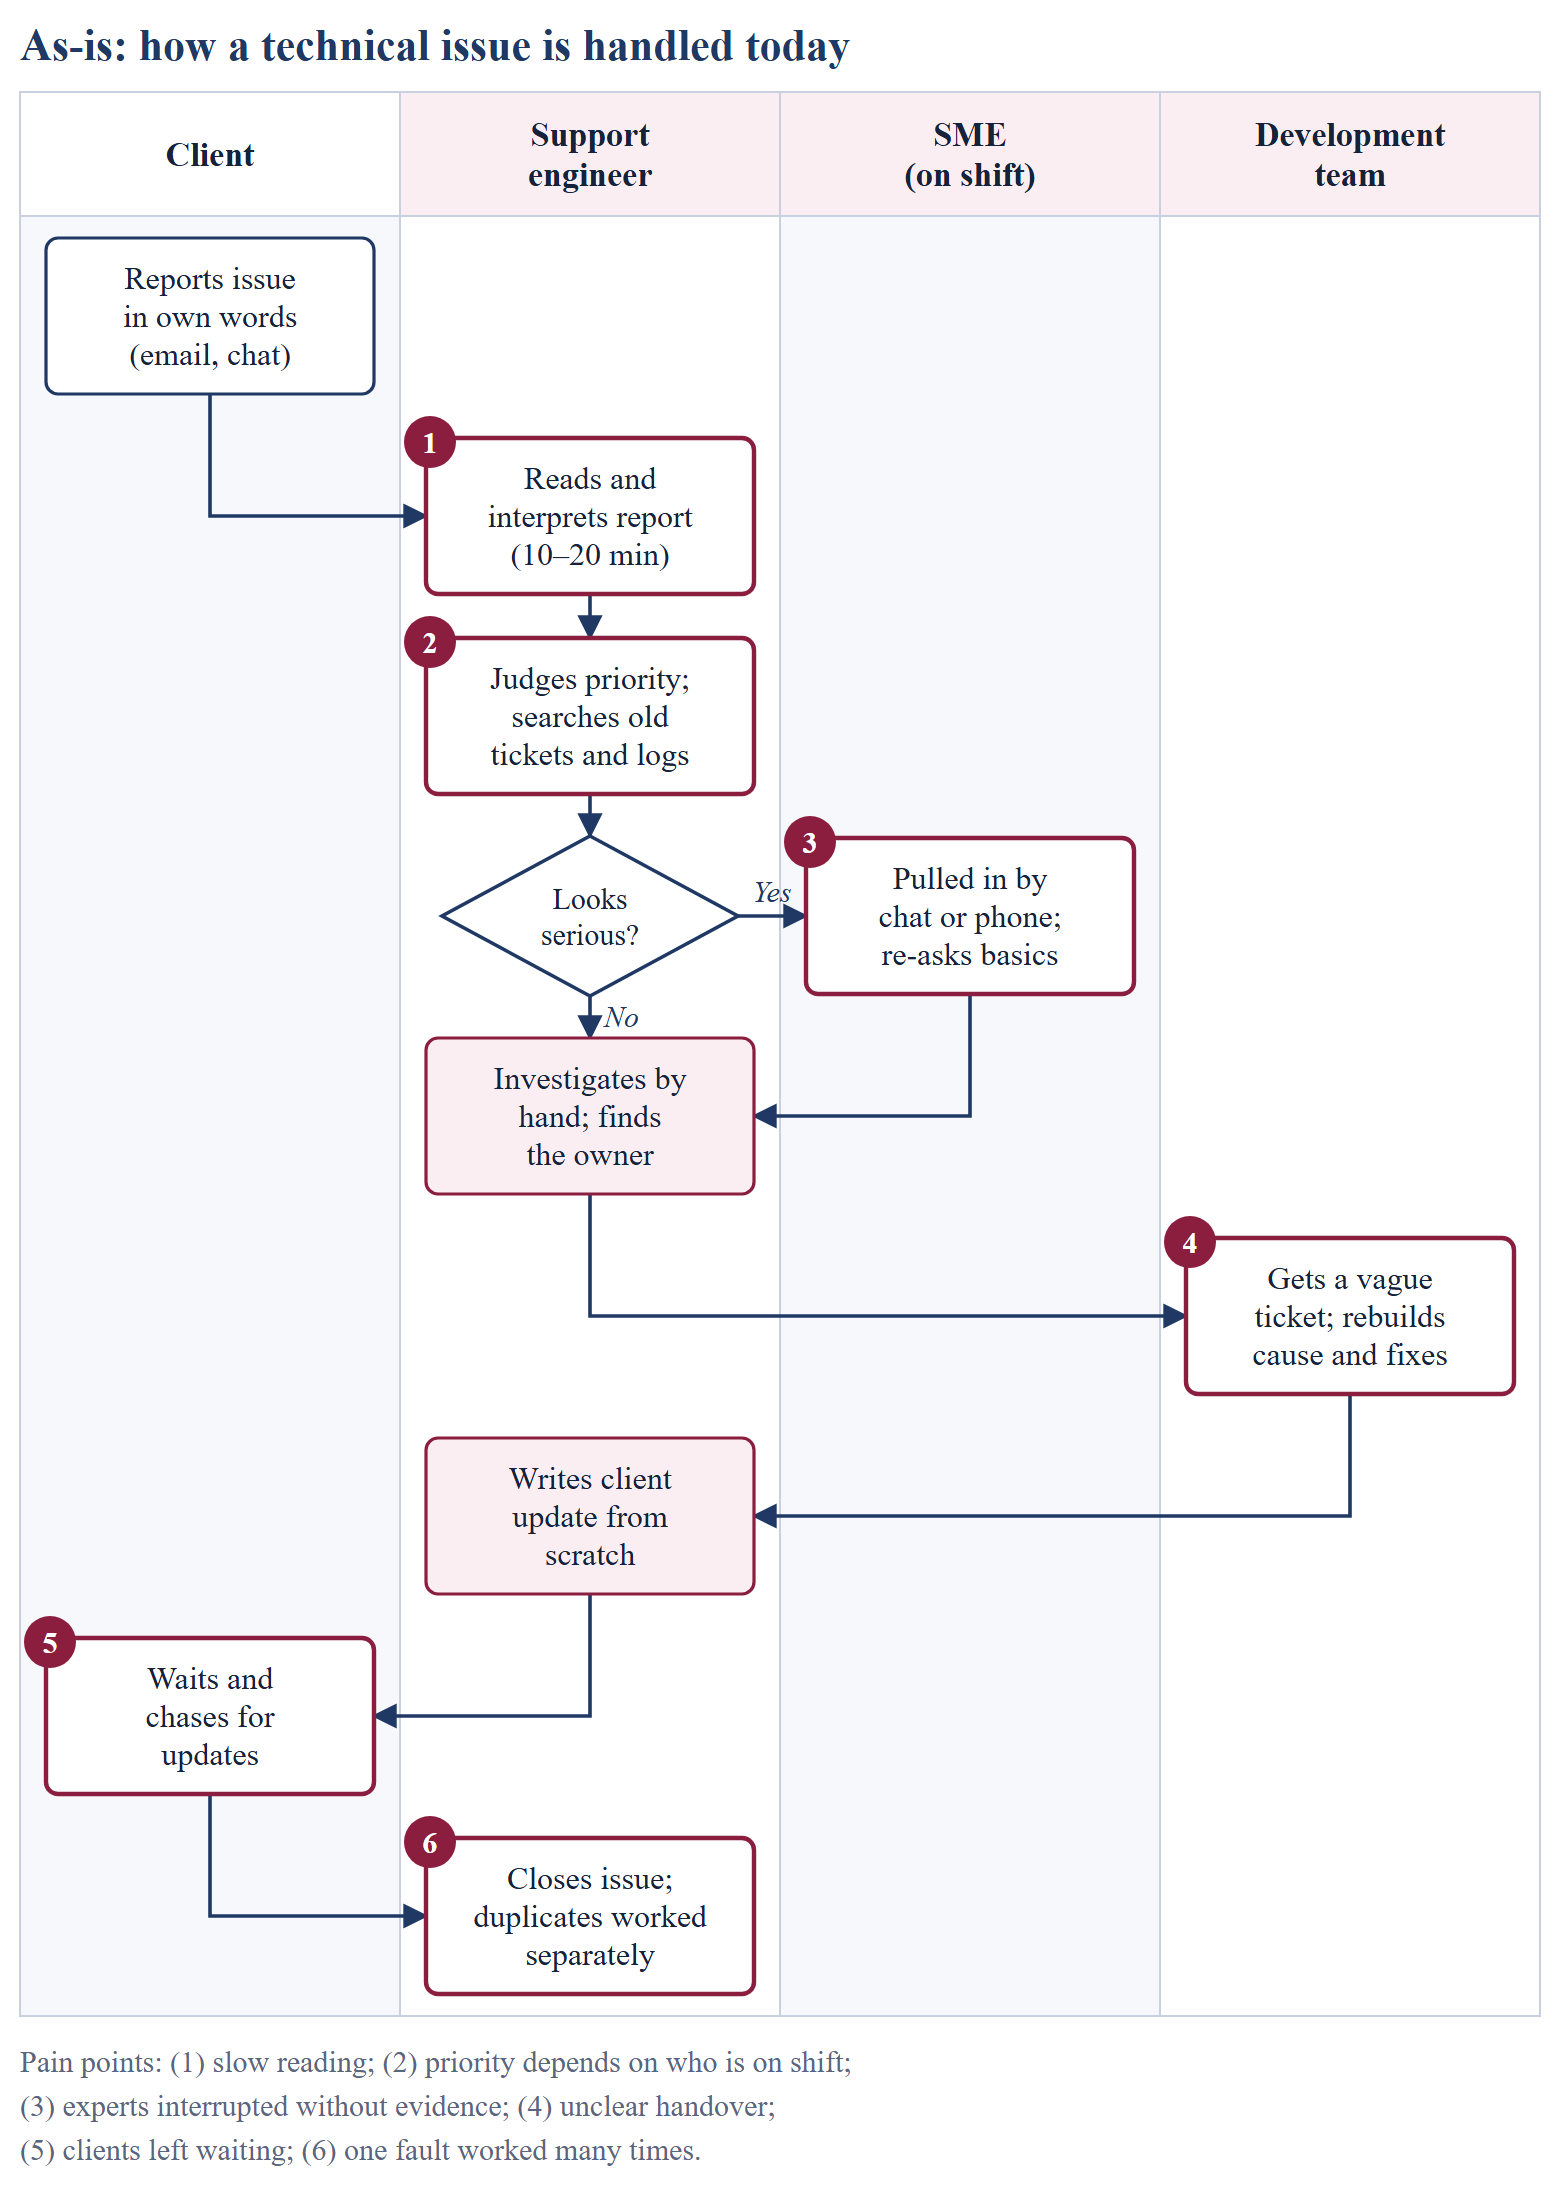 As-is: how a technical issue is handled today
Client
Support
engineer
SME
(on shift)
Development
team
Reports issue
in own words
(email, chat)
1
Reads and
interprets report
(10–20 min)
2
Judges priority;
searches old
tickets and logs
Looks
serious?
Yes
3
Pulled in by
chat or phone;
re-asks basics
No
Investigates by
hand; finds
the owner
4
Gets a vague
ticket; rebuilds
cause and fixes
Writes client
update from
scratch
5
Waits and
chases for
updates
6
Closes issue;
duplicates worked
separately
Pain points: (1) slow reading; (2) priority depends on who is on shift;
(3) experts interrupted without evidence; (4) unclear handover;
(5) clients left waiting; (6) one fault worked many times.